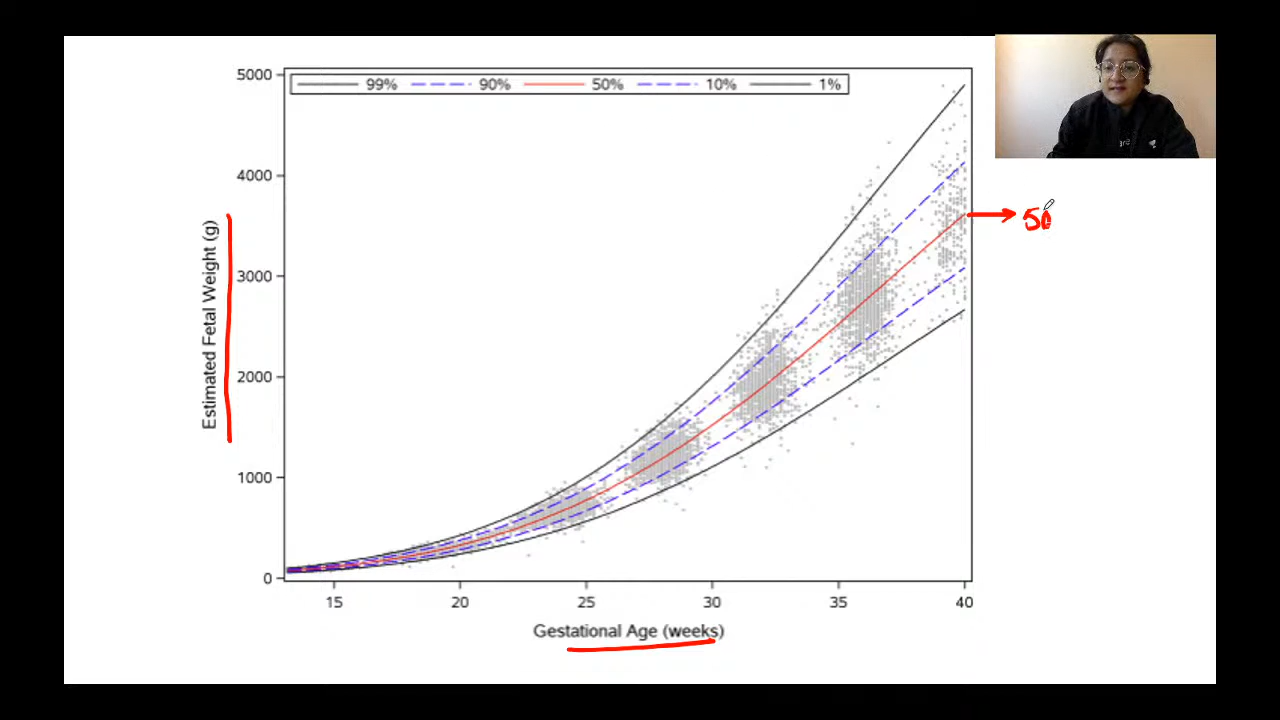 5000
99% 90% 50% 10% 1%
4000
50
3000
Estimated Fetal Weight (g)
2000
1000
0
15 20 25 30 35 40
Gestational Age (weeks)